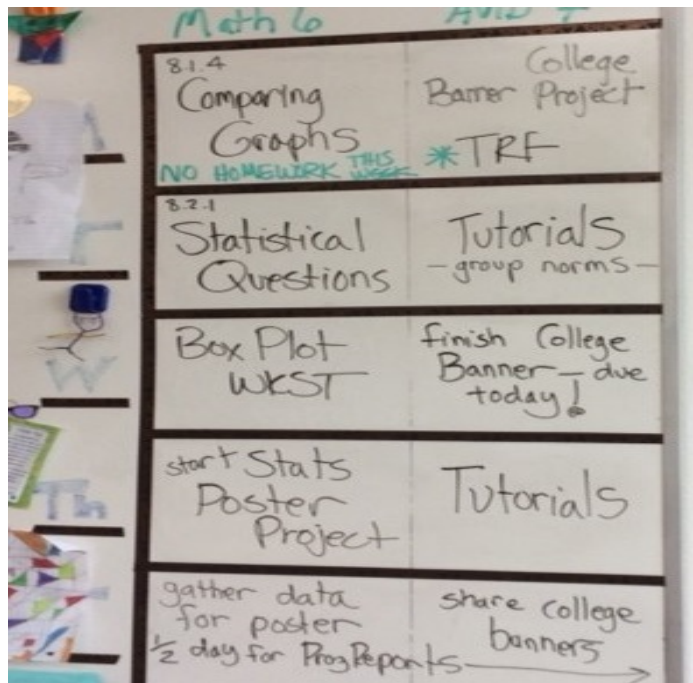 Math 6
8.1.4
Comparing
Graphs
NO HOMEWORK THIS
WEEK
College
Banner Project
* TRF
T
8.2.1
Statistical
Questions
Tutorials
- group norms -
W
Box Plot
WKST
finish College
Banner - due
today!
Th
start Stats
Poster
Project
Tutorials
gather data
for poster
1/2 day for Prog Reports
share college
banners